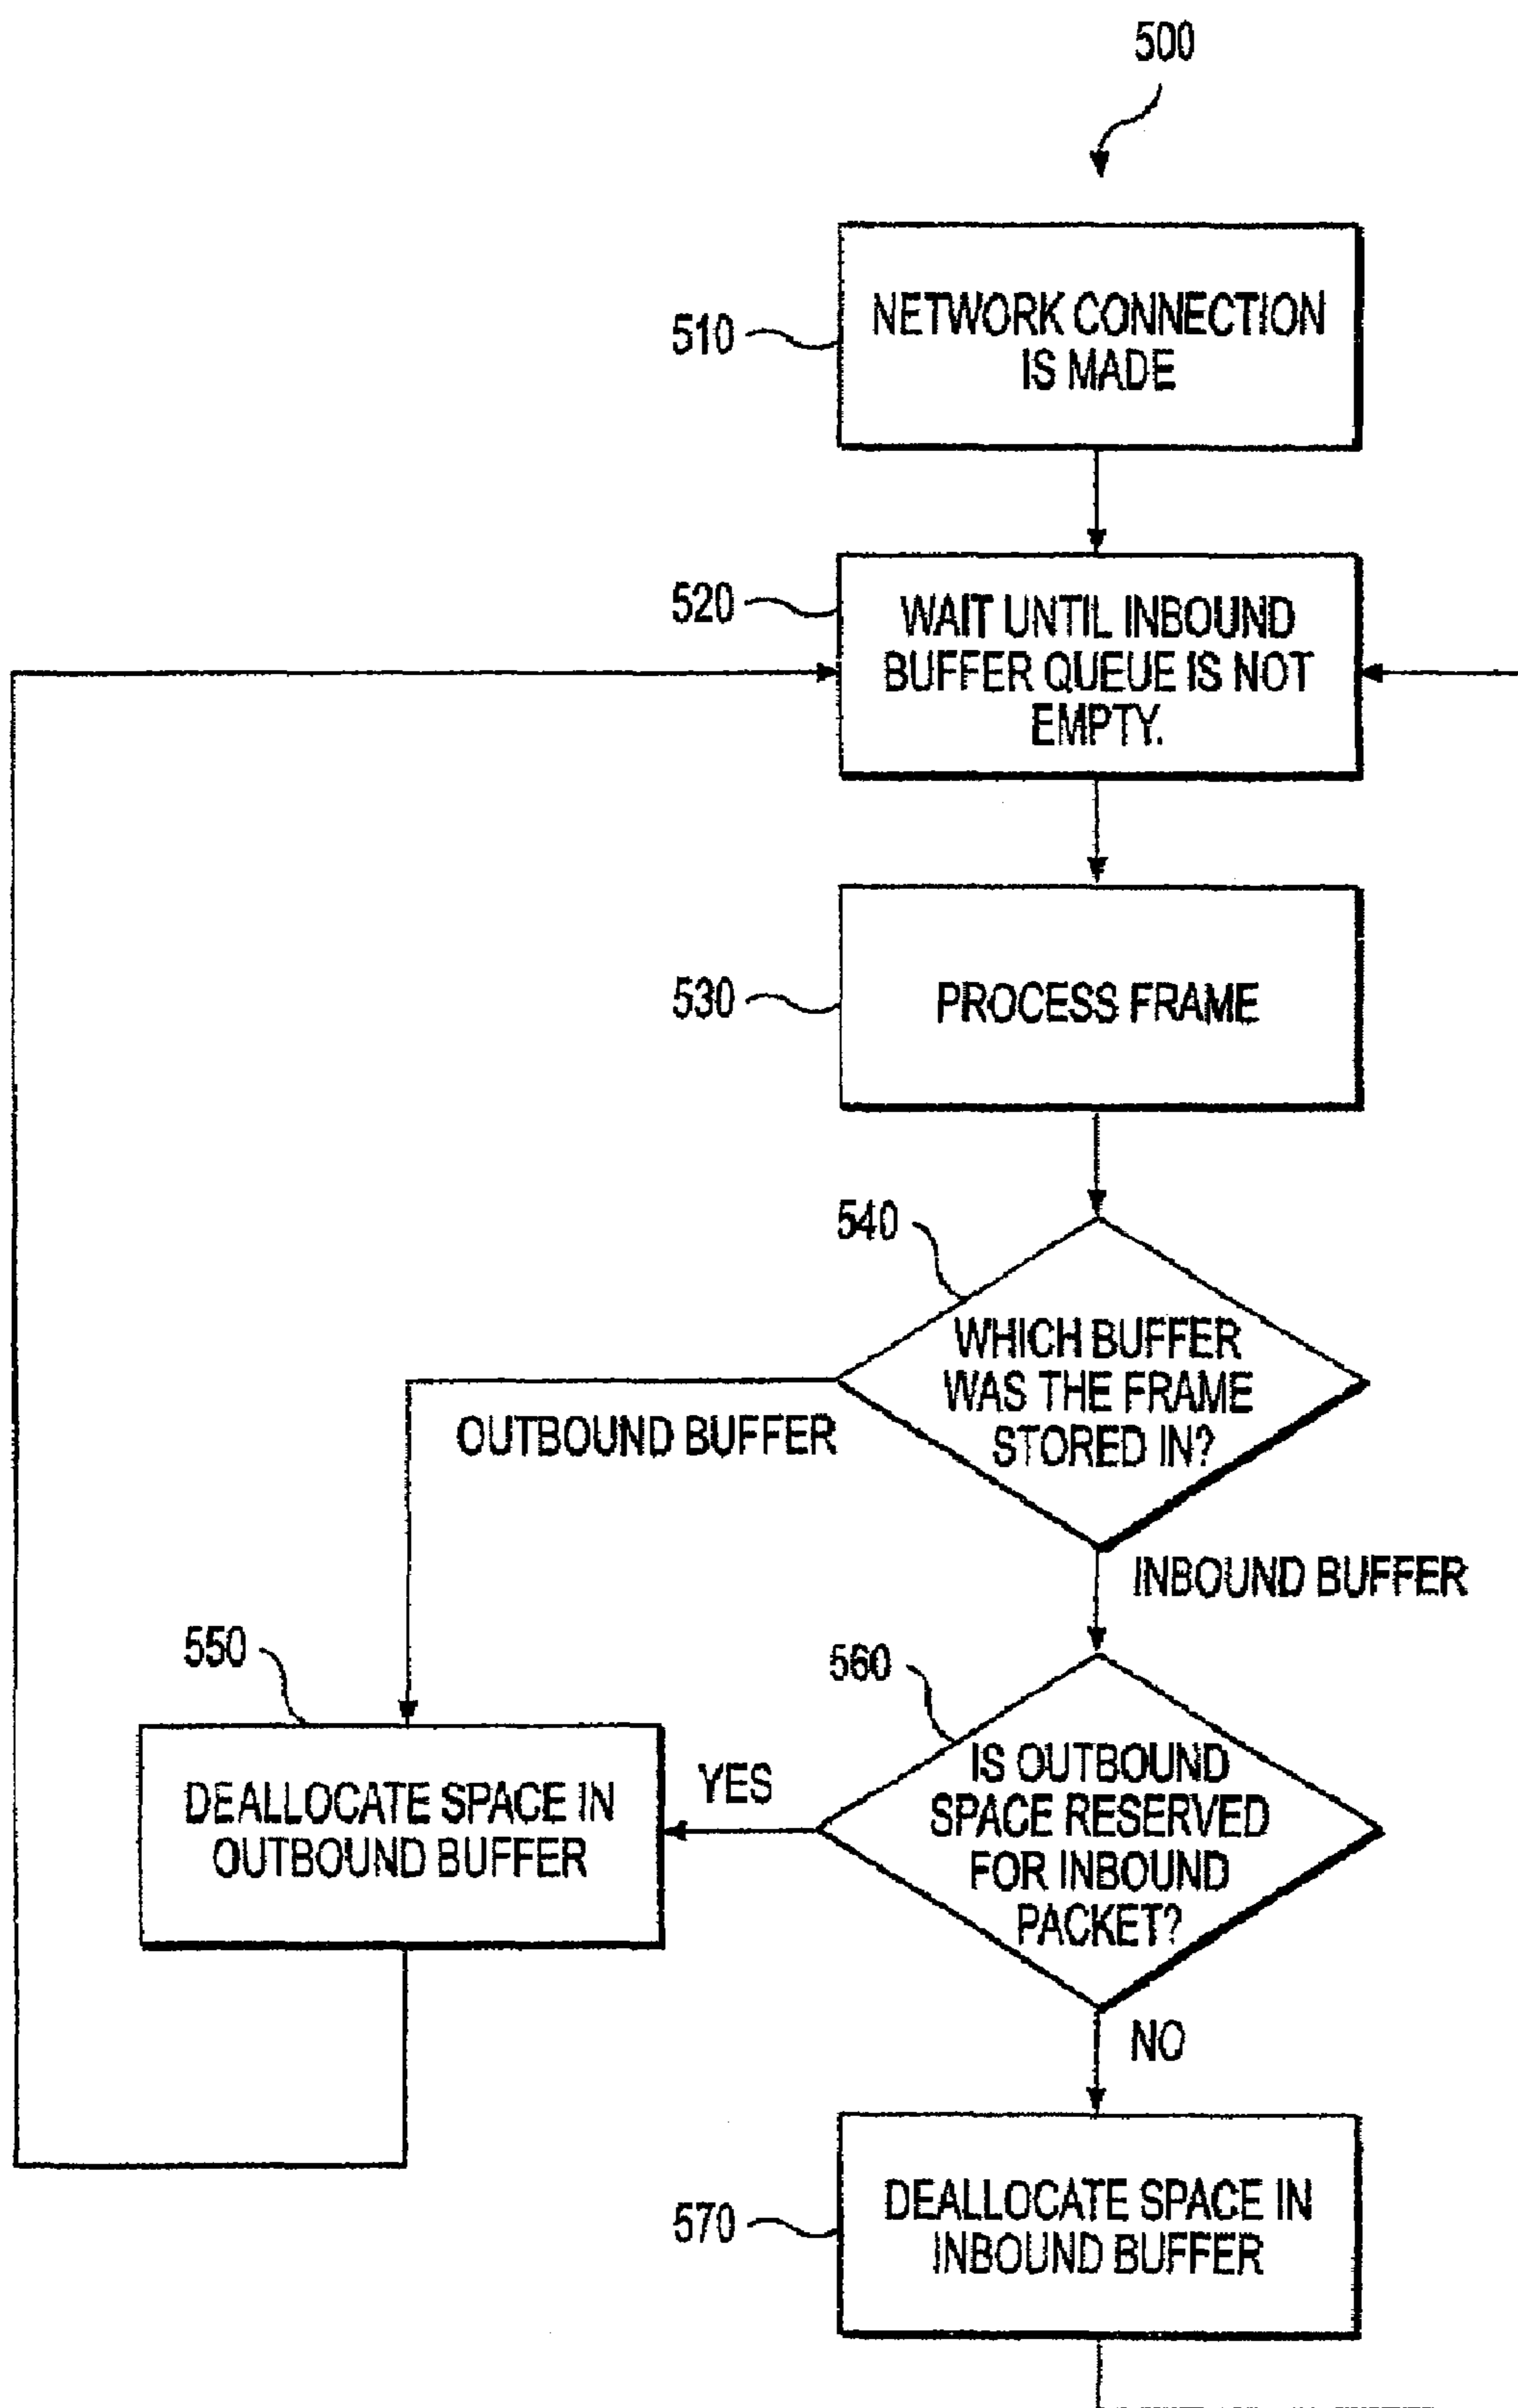 500
510
NETWORK CONNECTION
IS MADE
520
WAIT UNTIL INBOUND
BUFFER QUEUE IS NOT
EMPTY.
530
PROCESS FRAME
540
WHICH BUFFER
WAS THE FRAME
STORED IN?
OUTBOUND BUFFER
INBOUND BUFFER
550
DEALLOCATE SPACE IN
OUTBOUND BUFFER
YES
560
IS OUTBOUND
SPACE RESERVED
FOR INBOUND
PACKET?
NO
570
DEALLOCATE SPACE IN
INBOUND BUFFER